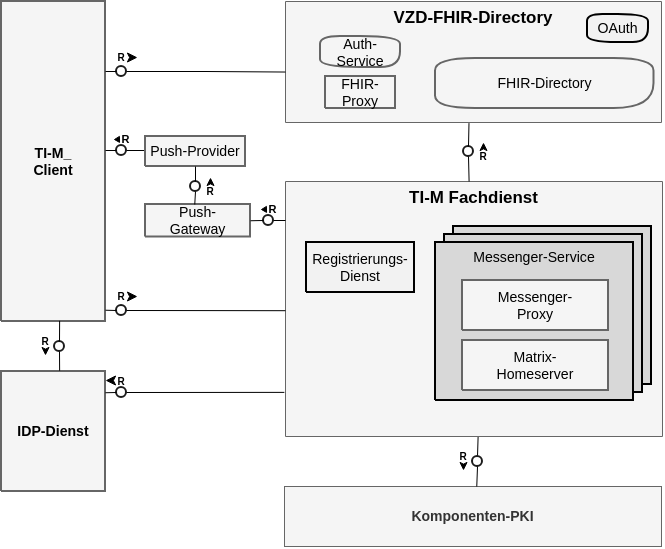 VZD-FHIR-Directory
OAuth
Auth-
Service
FHIR-
Proxy
FHIR-Directory
R
R
TI-M_
Client
Push-Provider
R
R
Push-
Gateway
R
TI-M Fachdienst
Registrierungs-
Dienst
Messenger-Service
Messenger-
Proxy
Matrix-
Homeserver
R
R
R
IDP-Dienst
R
Komponenten-PKI